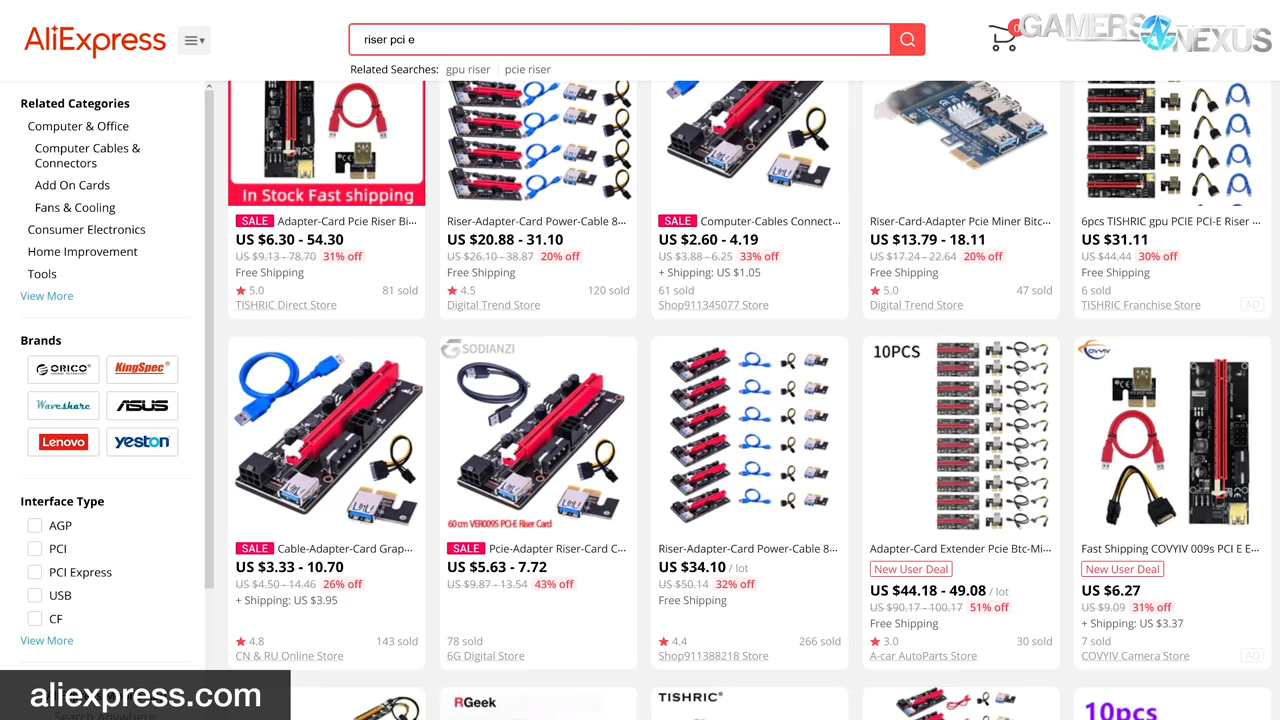 AliExpress
riser pci e
0
GAMERS NEXUS
Related Searches: gpu riser pcie riser
Related Categories
Computer & Office
Computer Cables &
Connectors
Add On Cards
Fans & Cooling
Consumer Electronics
Home Improvement
Tools
View More
Brands
ORICO
KingSpec
Waveshare
ASUS
Lenovo
yeston
Interface Type
AGP
PCI
PCI Express
USB
CF
View More
In Stock Fast shipping
SALE Adapter-Card Pcie Riser Bi...
US $6.30 - 54.30
US $9.13 - 78.70 31% off
Free Shipping
5.0 81 sold
TISHRIC Direct Store
Riser-Adapter-Card Power-Cable 8...
US $20.88 - 31.10
US $26.10 - 38.87 20% off
Free Shipping
4.5 120 sold
Digital Trend Store
SALE Computer-Cables Connect...
US $2.60 - 4.19
US $3.88 - 6.25 33% off
+ Shipping: US $1.05
61 sold
Shop911345077 Store
Riser-Card-Adapter Pcie Miner Bitc...
US $13.79 - 18.11
US $17.24 - 22.64 20% off
Free Shipping
5.0 47 sold
Digital Trend Store
6pcs TISHRIC gpu PCIE PCI-E Riser ...
US $31.11
US $44.44 30% off
Free Shipping
6 sold
TISHRIC Franchise Store AD
SALE Cable-Adapter-Card Grap...
US $3.33 - 10.70
US $4.50 - 14.46 26% off
+ Shipping: US $3.95
4.8 143 sold
CN & RU Online Store
SODIANZI
60 cm VER009S PCI-E Riser Card
SALE Pcie-Adapter Riser-Card C...
US $5.63 - 7.72
US $9.87 - 13.54 43% off
78 sold
6G Digital Store
Riser-Adapter-Card Power-Cable 8...
US $34.10 / lot
US $50.14 32% off
Free Shipping
4.4 266 sold
Shop911388218 Store
10PCS
Adapter-Card Extender Pcie Btc-Mi...
New User Deal
US $44.18 - 49.08 / lot
US $90.17 - 100.17 51% off
Free Shipping
3.0 30 sold
A-car AutoParts Store
COVYIV
Fast Shipping COVYIV 009s PCI E E...
New User Deal
US $6.27
US $9.09 31% off
+ Shipping: US $3.37
7 sold
COVYIV Camera Store AD
RGeek
TISHRIC®
10pcs
aliexpress.com
Search Anywhere